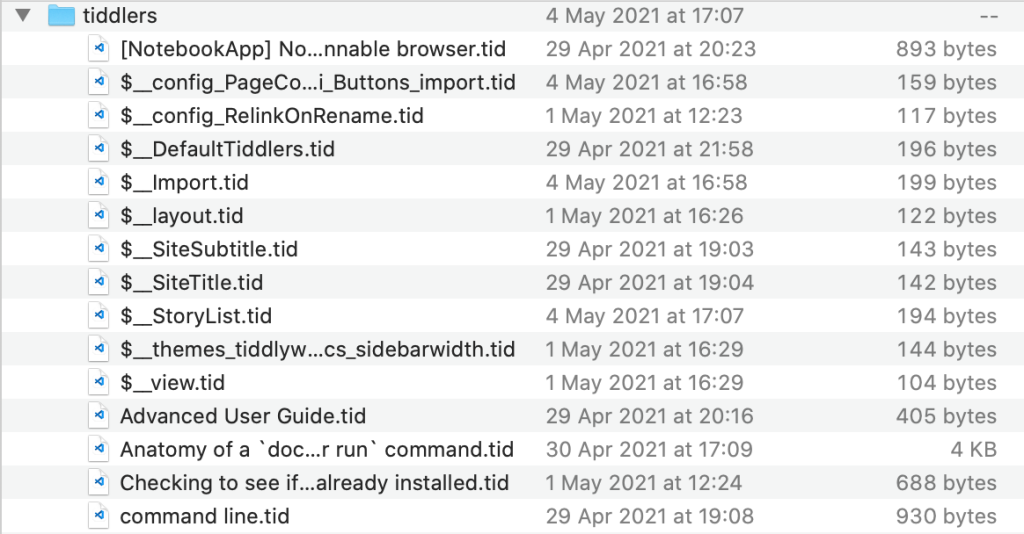 tiddlers 4 May 2021 at 17:07 --
[NotebookApp] No...nnable browser.tid 29 Apr 2021 at 20:23 893 bytes
$__config_PageCo...i_Buttons_import.tid 4 May 2021 at 16:58 159 bytes
$__config_RelinkOnRename.tid 1 May 2021 at 12:23 117 bytes
$__DefaultTiddlers.tid 29 Apr 2021 at 21:58 196 bytes
$__Import.tid 4 May 2021 at 16:58 199 bytes
$__layout.tid 1 May 2021 at 16:26 122 bytes
$__SiteSubtitle.tid 29 Apr 2021 at 19:03 143 bytes
$__SiteTitle.tid 29 Apr 2021 at 19:04 142 bytes
$__StoryList.tid 4 May 2021 at 17:07 194 bytes
$__themes_tiddlyw...cs_sidebarwidth.tid 1 May 2021 at 16:29 144 bytes
$__view.tid 1 May 2021 at 16:29 104 bytes
Advanced User Guide.tid 29 Apr 2021 at 20:16 405 bytes
Anatomy of a `doc...r run` command.tid 30 Apr 2021 at 17:09 4 KB
Checking to see if...already installed.tid 1 May 2021 at 12:24 688 bytes
command line.tid 29 Apr 2021 at 19:08 930 bytes